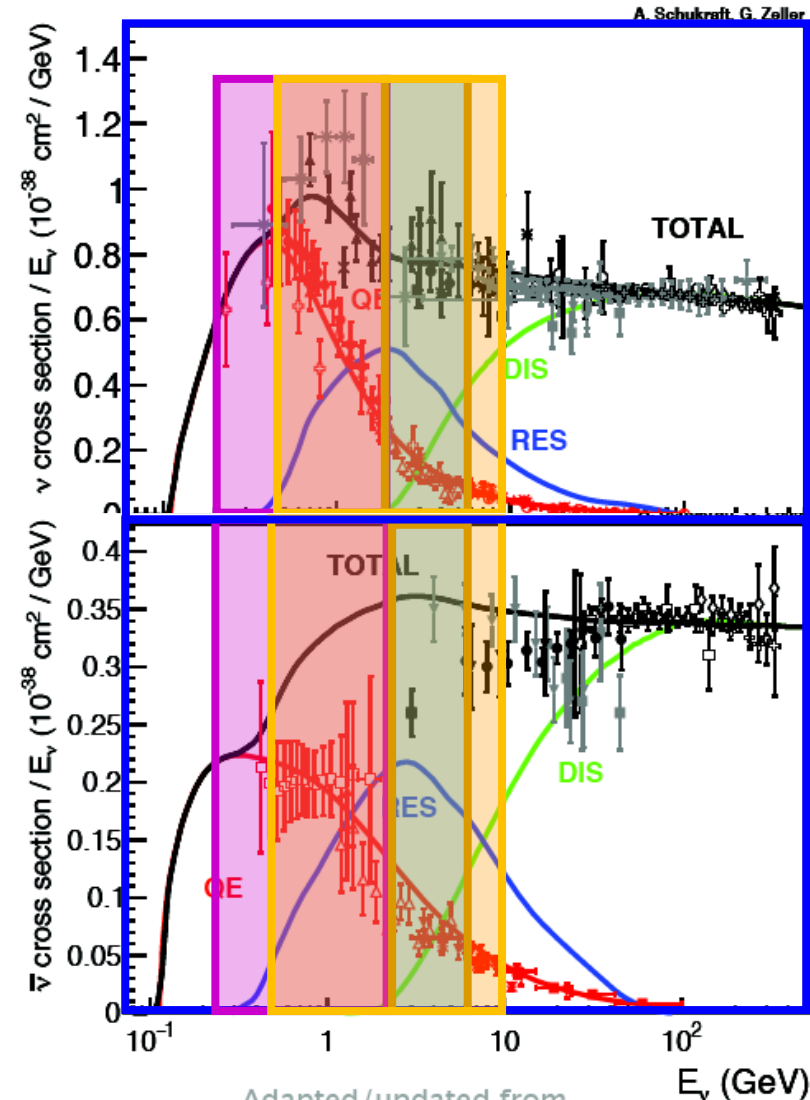 A. Schukraft, G. Zeller
ν cross section / Eᵥ (10⁻³⁸ cm² / GeV)
1.4
1.2
1
0.8
0.6
0.4
0.2
0
TOTAL
QE
DIS
RES
ν̅ cross section / Eᵥ (10⁻³⁸ cm² / GeV)
0.4
0.35
0.3
0.25
0.2
0.15
0.1
0.05
0
TOTAL
RES
DIS
QE
10⁻¹
1
10
10²
Eᵥ (GeV)
Adapted/updated from